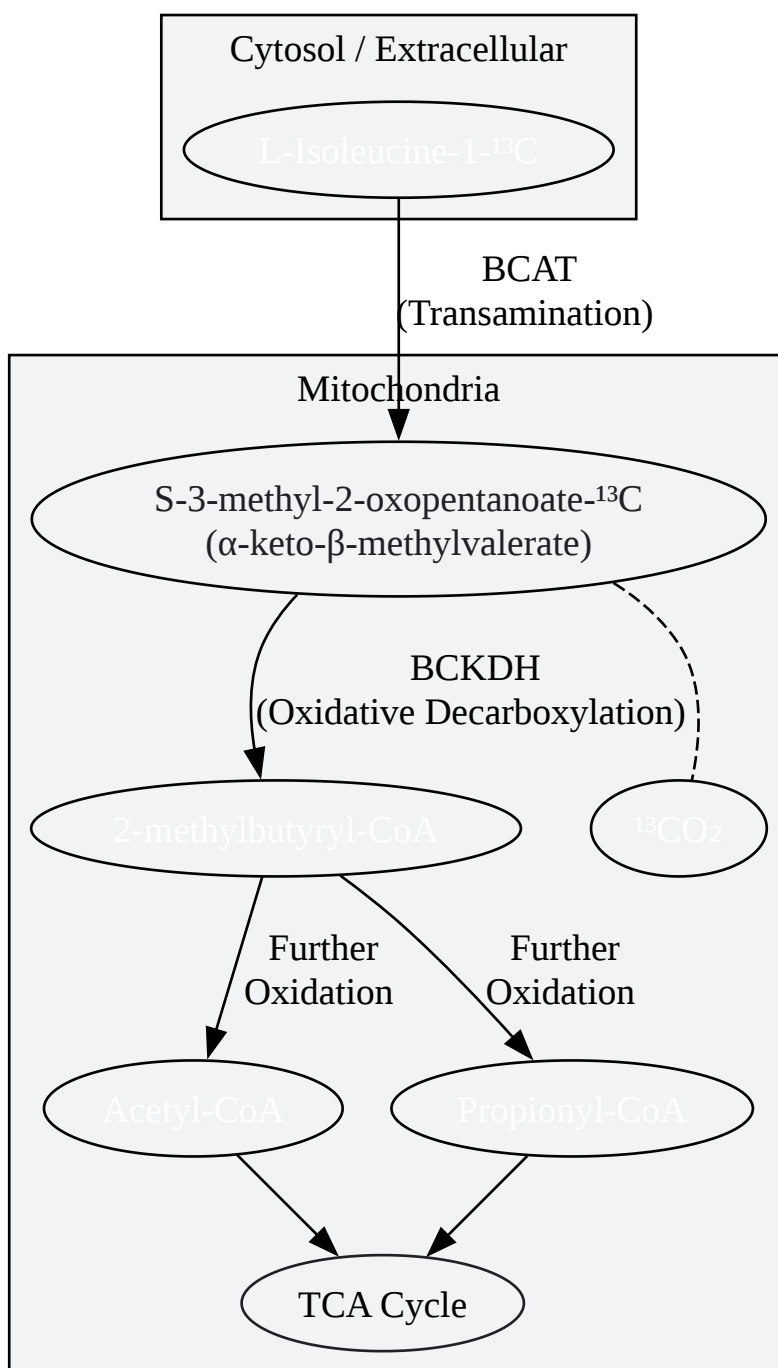 Cytosol / Extracellular
L-Isoleucine-1-¹³C
BCAT
(Transamination)
Mitochondria
S-3-methyl-2-oxopentanoate-¹³C
(α-keto-β-methylvalerate)
BCKDH
(Oxidative Decarboxylation)
2-methylbutyryl-CoA
¹³CO₂
Further
Oxidation
Further
Oxidation
Acetyl-CoA
Propionyl-CoA
TCA Cycle